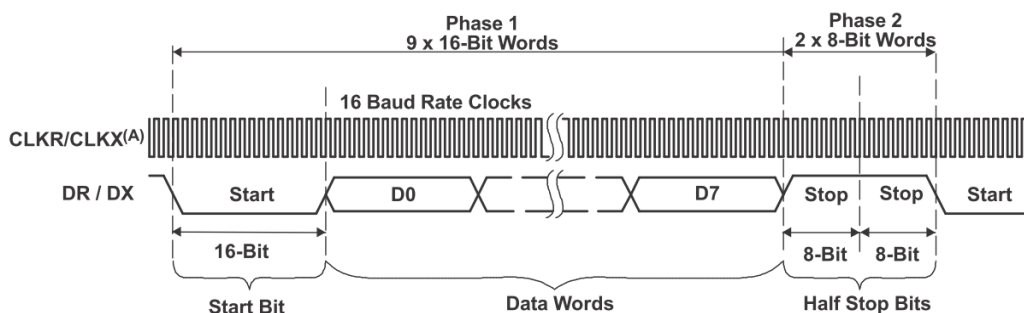 Phase 1
9 x 16-Bit Words
Phase 2
2 x 8-Bit Words
16 Baud Rate Clocks
CLKR/CLKX(A)
DR / DX
Start
D0
D7
Stop
Stop
Start
16-Bit
8-Bit
8-Bit
Start Bit
Data Words
Half Stop Bits